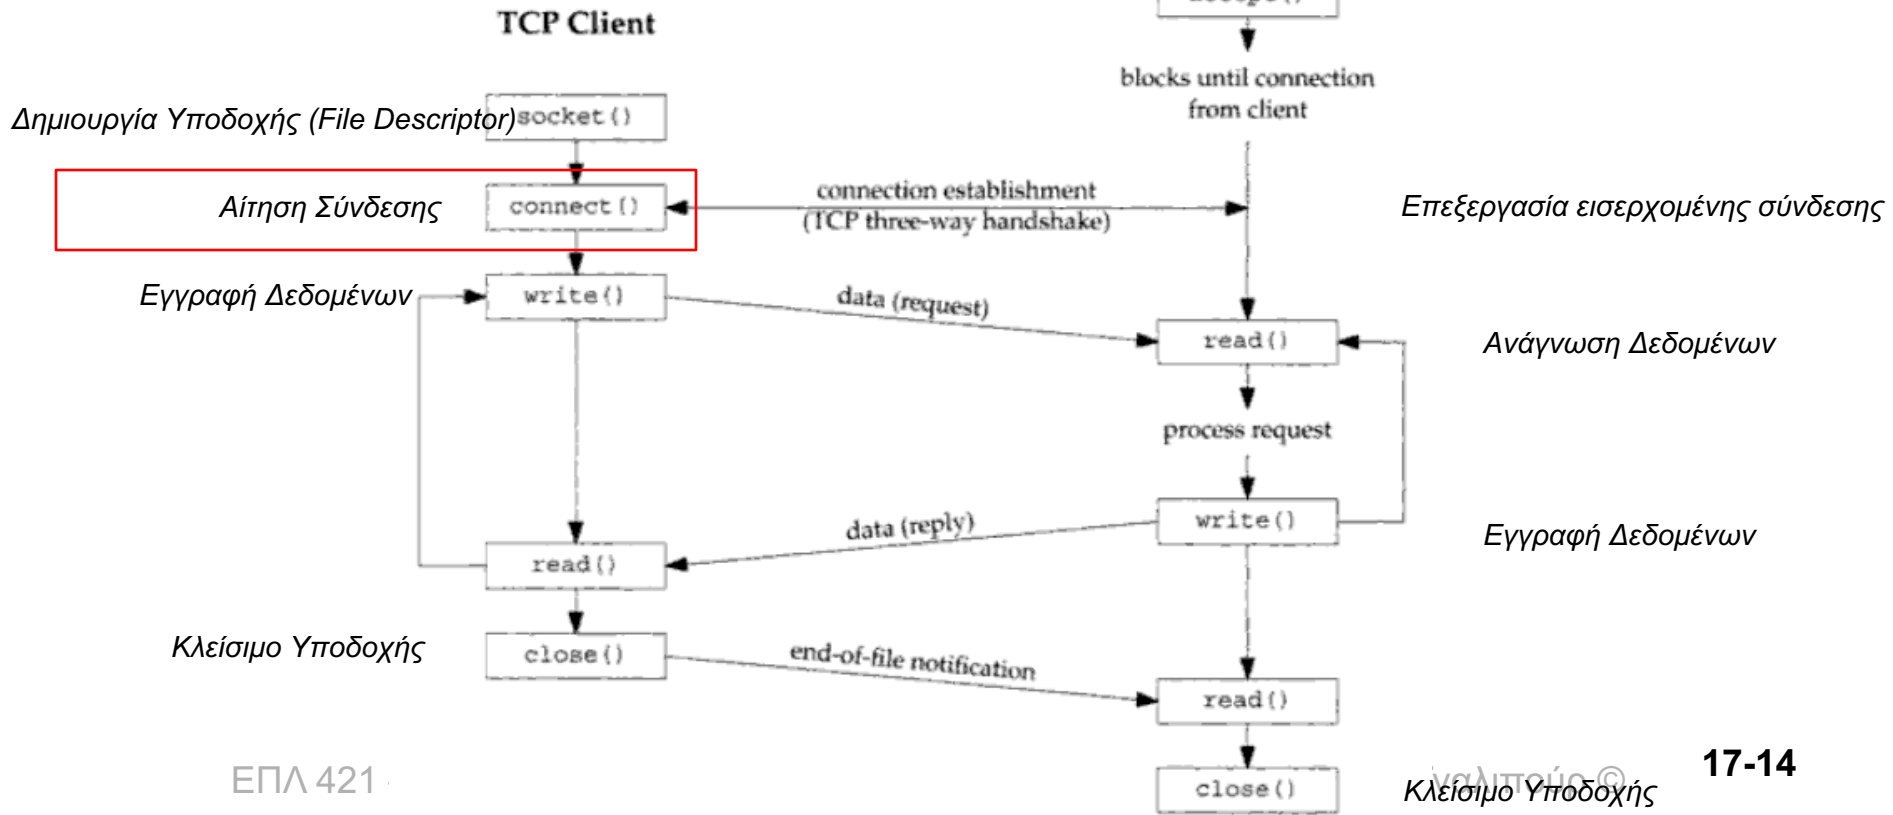 TCP Client
blocks until connection
from client
Δημιουργία Υποδοχής (File Descriptor)
socket()
Αίτηση Σύνδεσης
connect()
connection establishment
(TCP three-way handshake)
Επεξεργασία εισερχομένης σύνδεσης
Εγγραφή Δεδομένων
write()
data (request)
read()
Ανάγνωση Δεδομένων
process request
data (reply)
write()
Εγγραφή Δεδομένων
read()
Κλείσιμο Υποδοχής
close()
end-of-file notification
read()
close()
Κλείσιμο Υποδοχής
ΕΠΛ 421
©
17-14